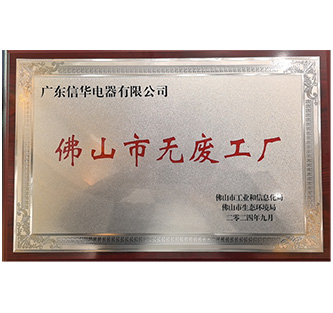 广东信华电器有限公司
佛山市无废工厂
佛山市工业和信息化局
佛山市生态环境局
二零二四年九月